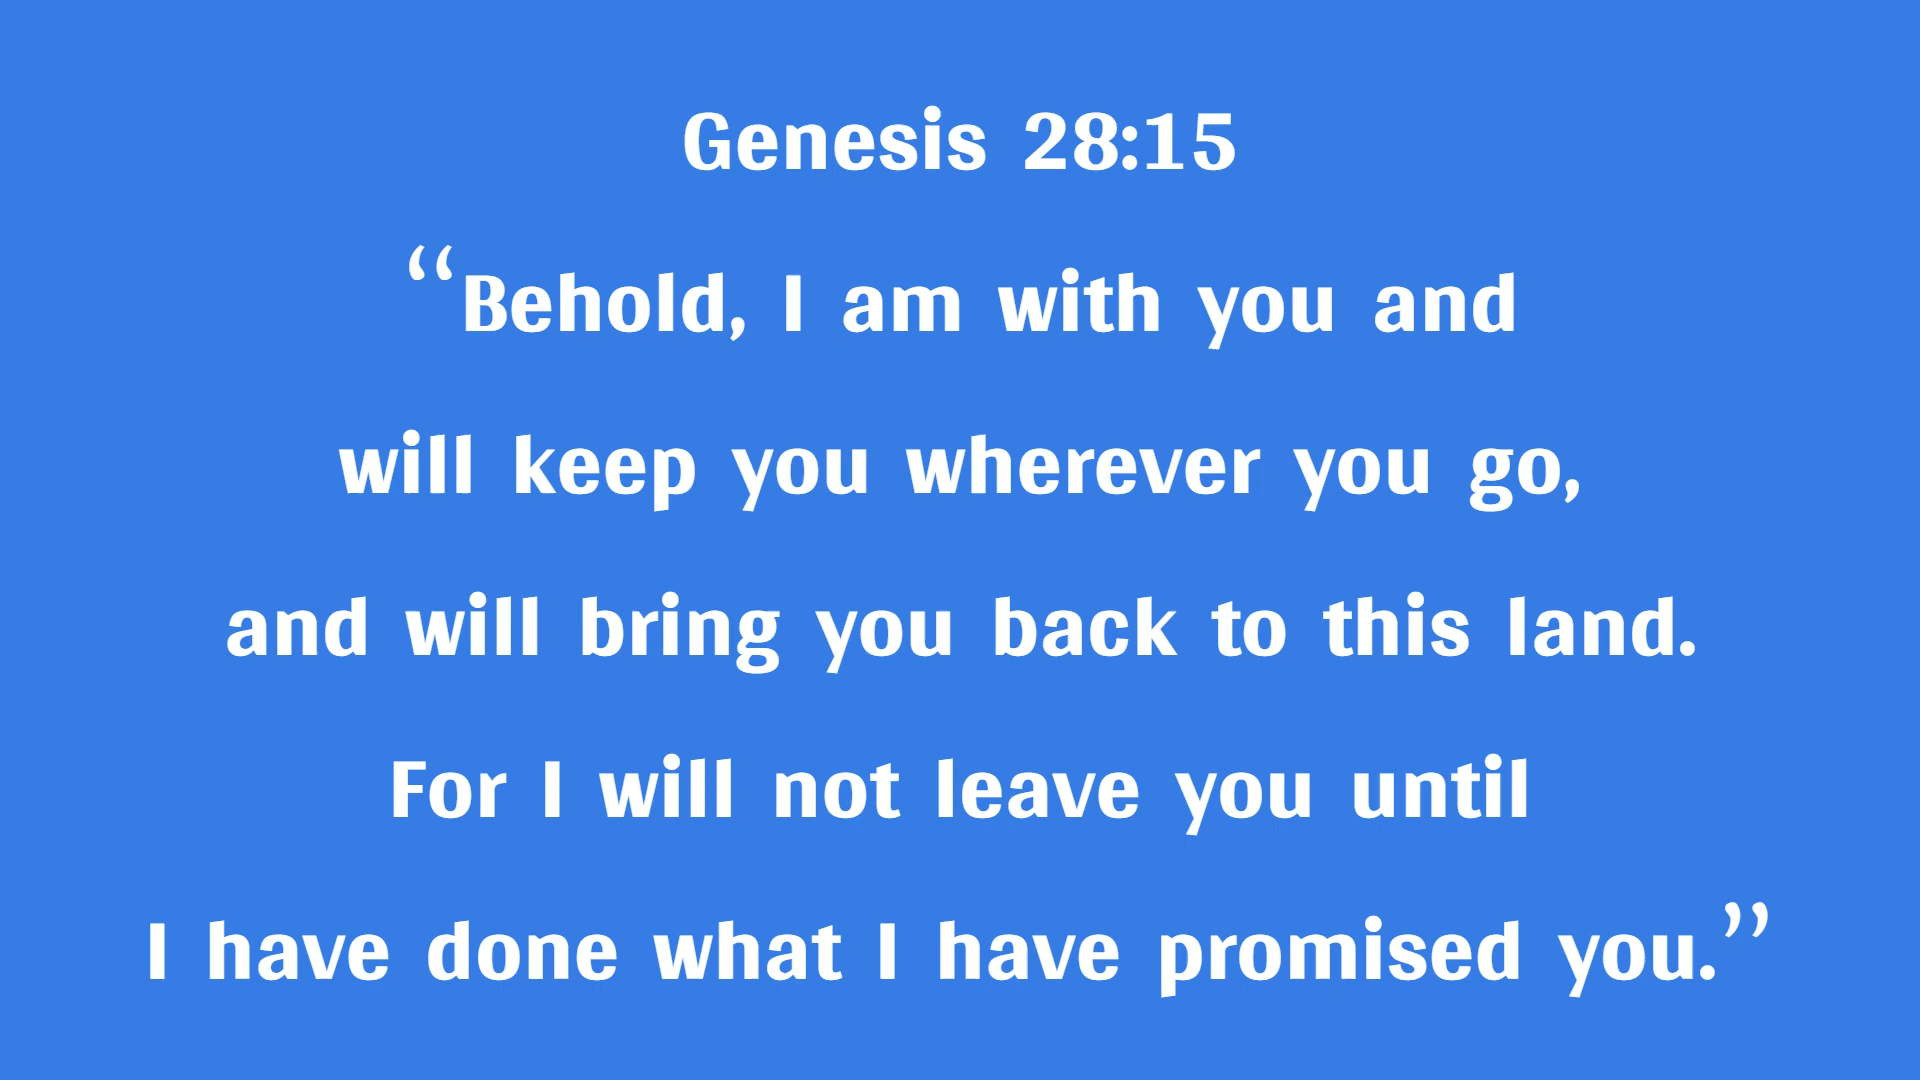 Genesis 28:15
“Behold, I am with you and
will keep you wherever you go,
and will bring you back to this land.
For I will not leave you until
I have done what I have promised you.”